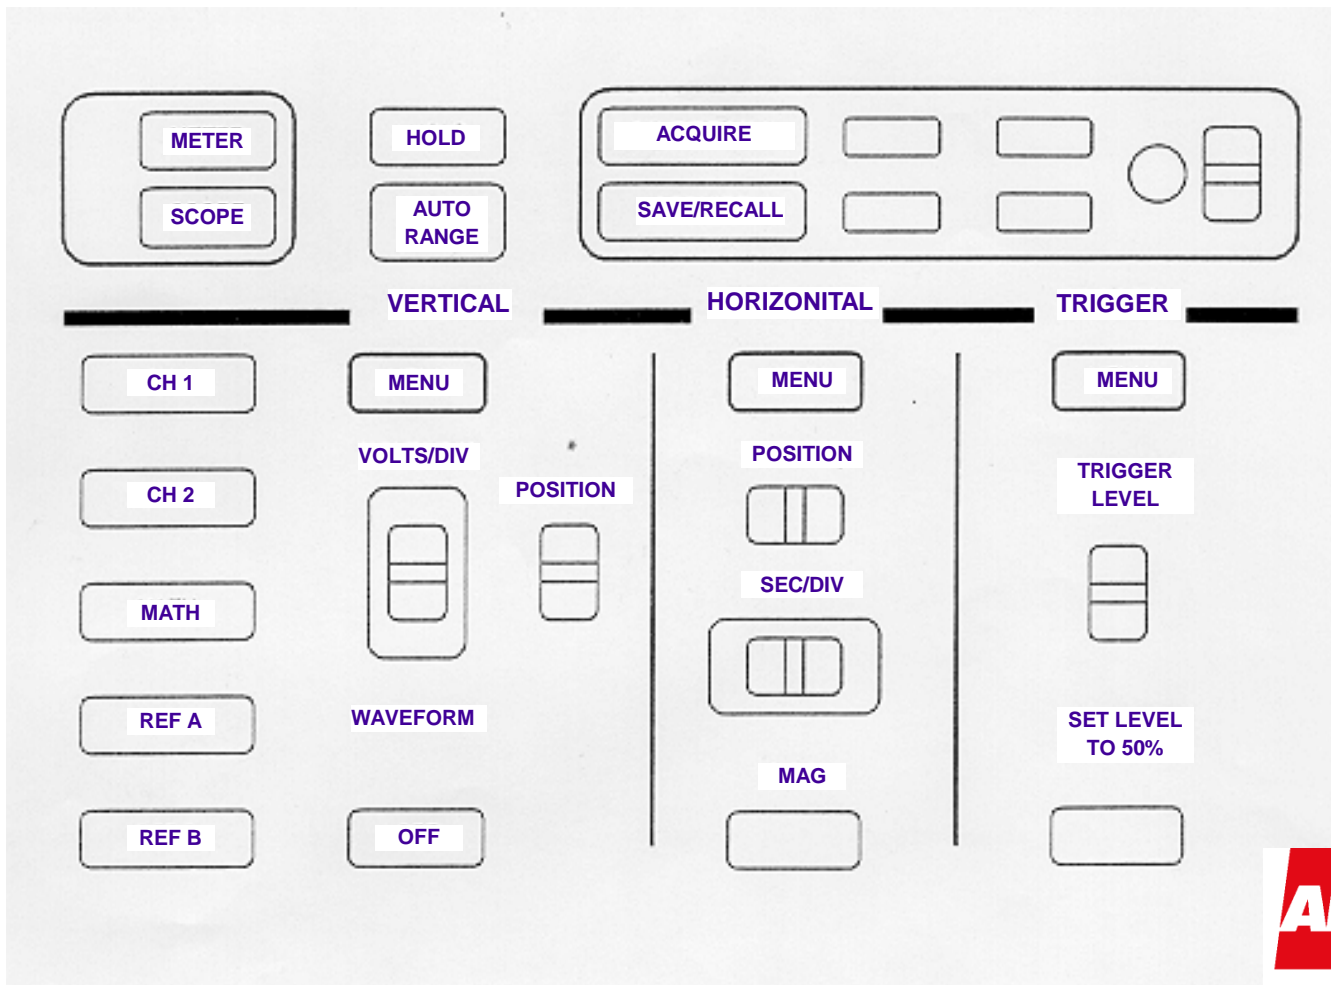 METER
SCOPE
HOLD
AUTO
RANGE
ACQUIRE
SAVE/RECALL
VERTICAL
HORIZONITAL
TRIGGER
CH 1
CH 2
MATH
REF A
REF B
MENU
VOLTS/DIV
POSITION
WAVEFORM
OFF
MENU
POSITION
SEC/DIV
MAG
MENU
TRIGGER
LEVEL
SET LEVEL
TO 50%